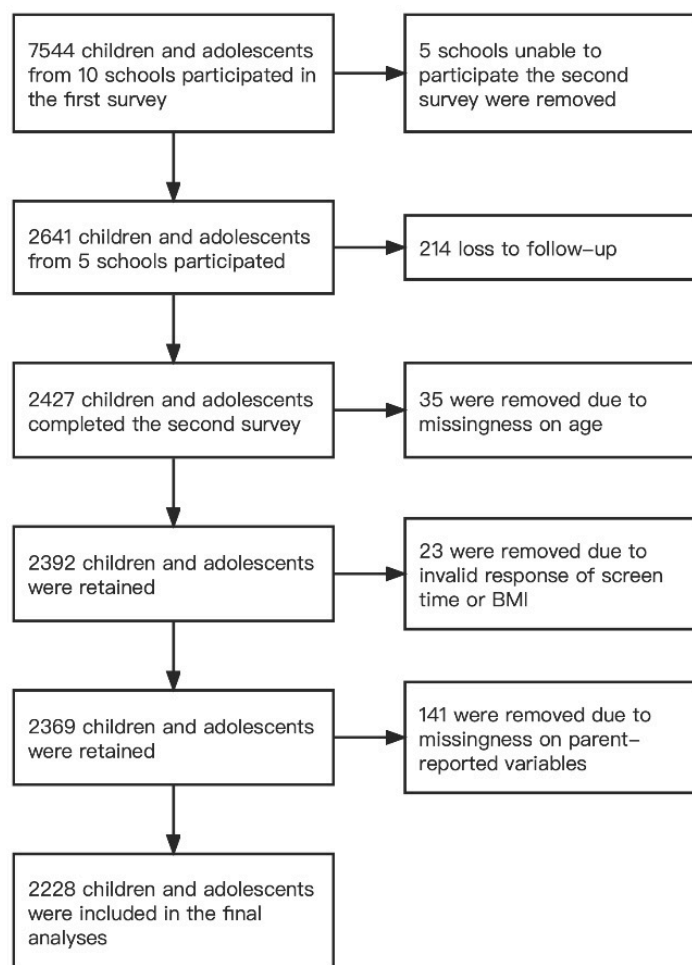 7544 children and adolescents
from 10 schools participated in
the first survey
5 schools unable to
participate the second
survey were removed
2641 children and adolescents
from 5 schools participated
214 loss to follow–up
2427 children and adolescents
completed the second survey
35 were removed due to
missingness on age
2392 children and adolescents
were retained
23 were removed due to
invalid response of screen
time or BMI
2369 children and adolescents
were retained
141 were removed due to
missingness on parent–
reported variables
2228 children and adolescents
were included in the final
analyses